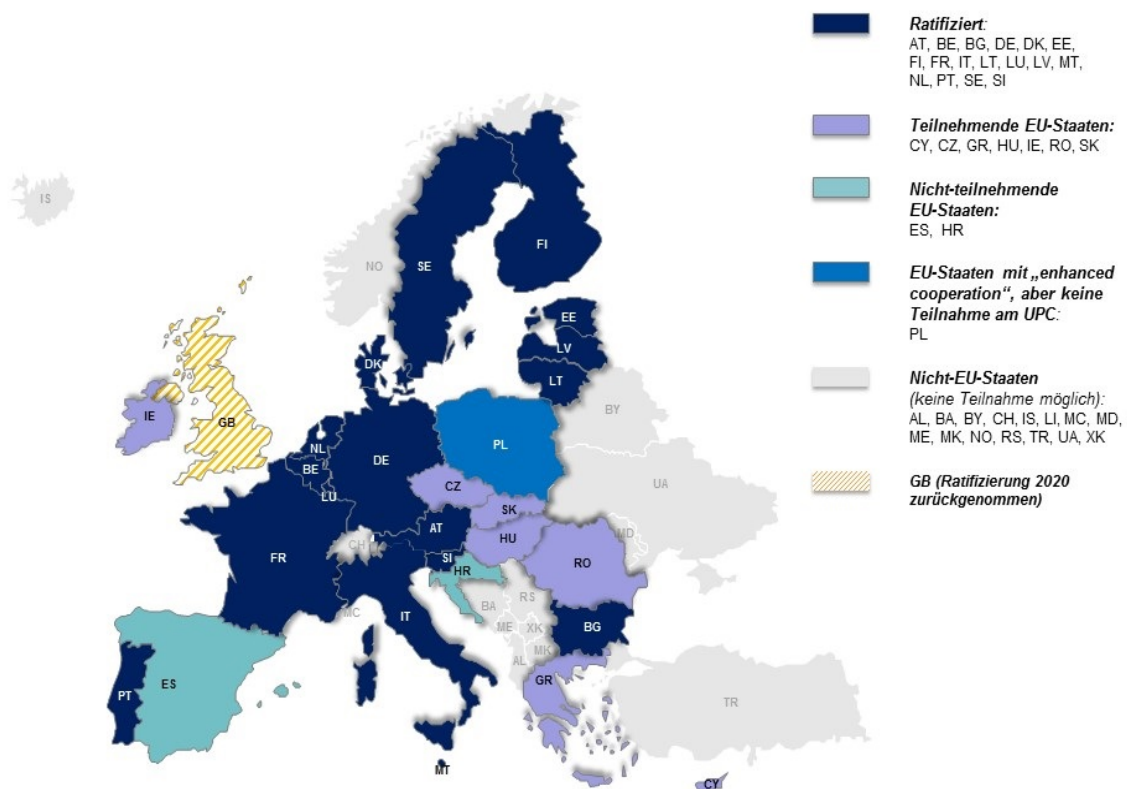 Ratifiziert:
AT, BE, BG, DE, DK, EE,
FI, FR, IT, LT, LU, LV, MT,
NL, PT, SE, SI
Teilnehmende EU-Staaten:
CY, CZ, GR, HU, IE, RO, SK
Nicht-teilnehmende
EU-Staaten:
ES, HR
EU-Staaten mit „enhanced
cooperation“, aber keine
Teilnahme am UPC:
PL
Nicht-EU-Staaten
(keine Teilnahme möglich):
AL, BA, BY, CH, IS, LI, MC, MD,
ME, MK, NO, RS, TR, UA, XK
GB (Ratifizierung 2020
zurückgenommen)
IS
FI
NO
SE
EE
LV
DK
LT
IE
BY
GB
NL
PL
BE
DE
CZ
UA
LU
SK
AT
MD
CH
HU
FR
SI
RO
HR
RS
BA
MC
IT
ME
XK
BG
MK
AL
GR
ES
PT
TR
MT
CY